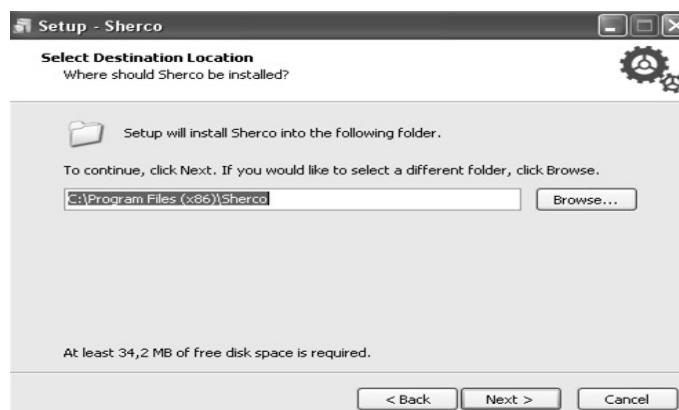 Setup - Sherco
Select Destination Location
Where should Sherco be installed?
Setup will install Sherco into the following folder.
To continue, click Next. If you would like to select a different folder, click Browse.
C:\Program Files (x86)\Sherco
Browse...
At least 34,2 MB of free disk space is required.
< Back
Next >
Cancel